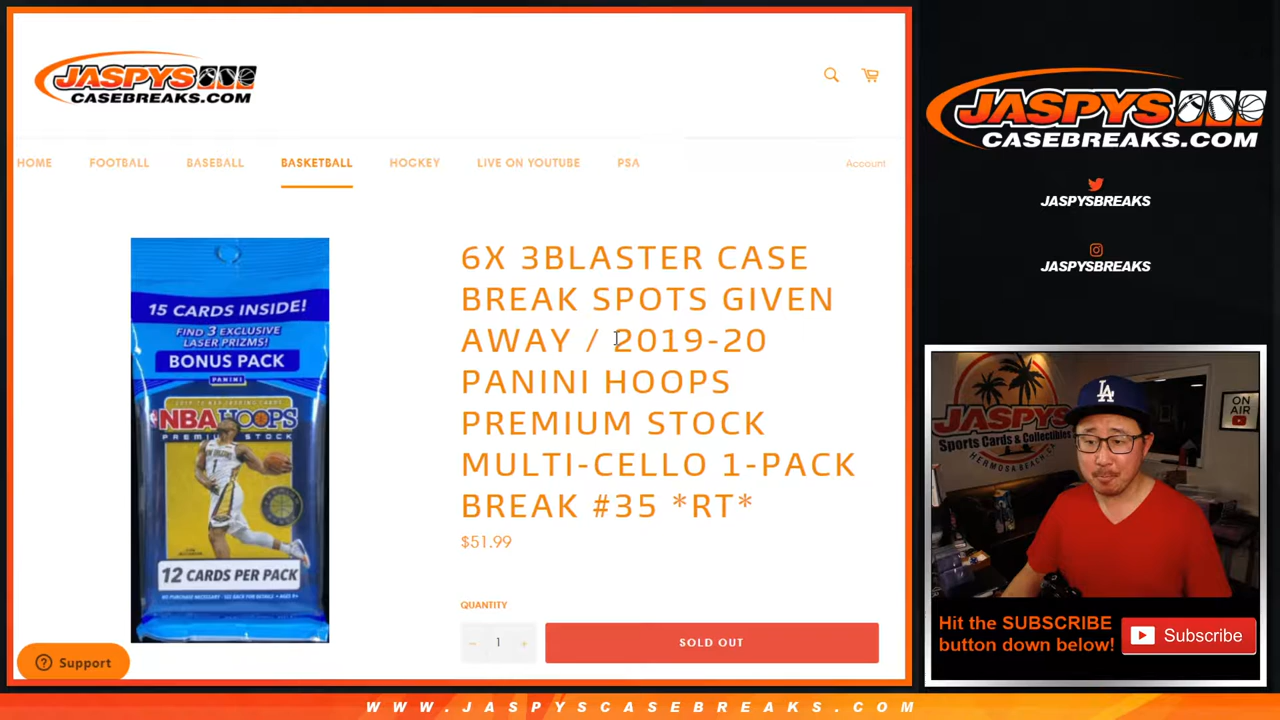 JASPYS
CASEBREAKS.COM
HOME FOOTBALL BASEBALL BASKETBALL HOCKEY LIVE ON YOUTUBE PSA Account
15 CARDS INSIDE!
FIND 3 EXCLUSIVE
LASER PRIZMS!
BONUS PACK
PANINI
NBA HOOPS
PREMIUM STOCK
12 CARDS PER PACK
6X 3BLASTER CASE
BREAK SPOTS GIVEN
AWAY / 2019-20
PANINI HOOPS
PREMIUM STOCK
MULTI-CELLO 1-PACK
BREAK #35 *RT*
$51.99
QUANTITY
− 1 +
SOLD OUT
Support
JASPYS
CASEBREAKS.COM
JASPYSBREAKS
JASPYSBREAKS
JASPYS
Sports Cards & Collectibles
HERMOSA BEACH
LA
ON
AIR
Hit the SUBSCRIBE
button down below!
Subscribe
WWW.JASPYSCASEBREAKS.COM